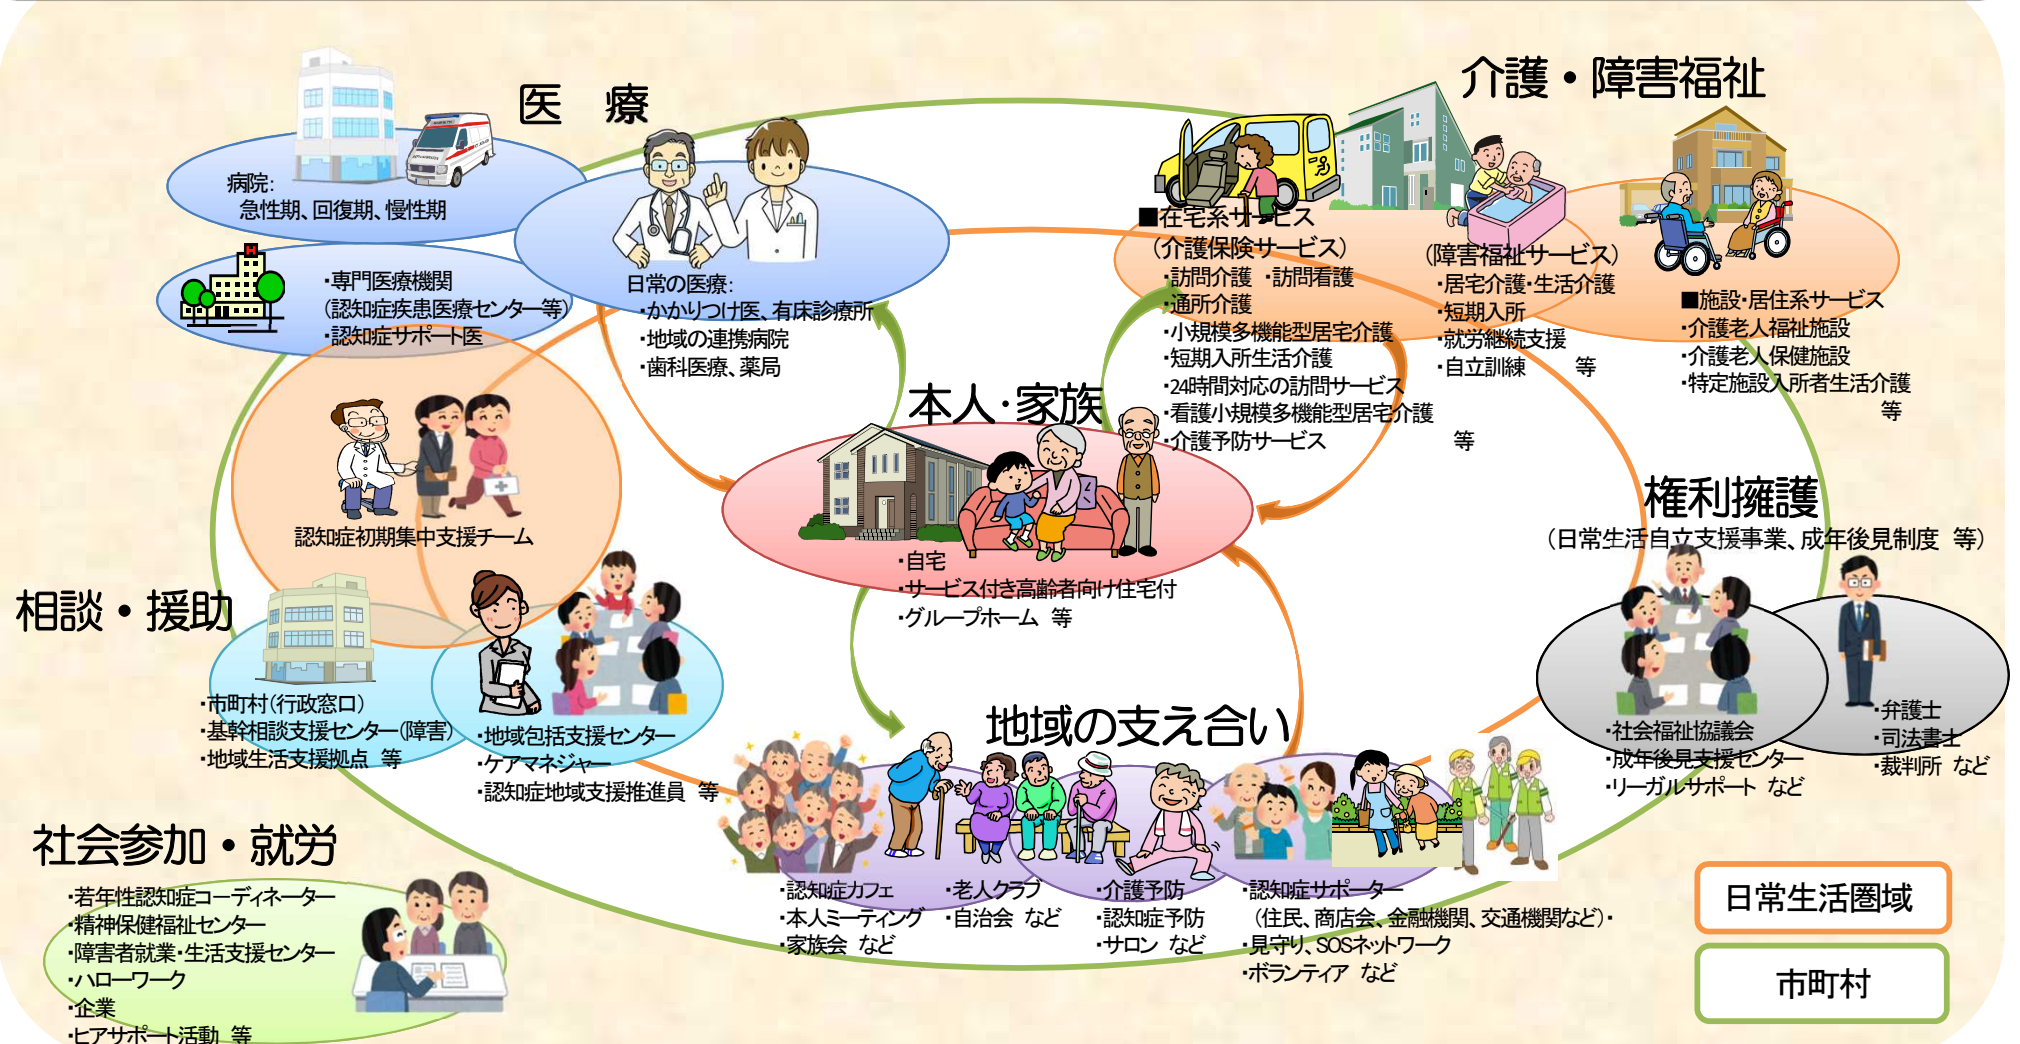 医　療
病院:
急性期、回復期、慢性期
・専門医療機関
(認知症疾患医療センター等)
・認知症サポート医
日常の医療:
・かかりつけ医、有床診療所
・地域の連携病院
・歯科医療、薬局
介護・障害福祉
■在宅系サービス
(介護保険サービス)
・訪問介護 ・訪問看護
・通所介護
・小規模多機能型居宅介護
・短期入所生活介護
・24時間対応の訪問サービス
・看護小規模多機能型居宅介護
・介護予防サービス　等
(障害福祉サービス)
・居宅介護・生活介護
・短期入所
・就労継続支援
・自立訓練　等
■施設・居住系サービス
・介護老人福祉施設
・介護老人保健施設
・特定施設入所者生活介護
等
認知症初期集中支援チーム
本人・家族
・自宅
・サービス付き高齢者向け住宅付
・グループホーム 等
権利擁護
(日常生活自立支援事業、成年後見制度 等)
・社会福祉協議会
・成年後見支援センター
・リーガルサポート など
・弁護士
・司法書士
・裁判所 など
相談・援助
・市町村(行政窓口)
・基幹相談支援センター(障害)
・地域生活支援拠点 等
・地域包括支援センター
・ケアマネジャー
・認知症地域支援推進員 等
地域の支え合い
・認知症カフェ
・本人ミーティング
・家族会 など
・老人クラブ
・自治会 など
・介護予防
・認知症予防
・サロン など
・認知症サポーター
(住民、商店会、金融機関、交通機関など)・
・見守り、SOSネットワーク
・ボランティア など
社会参加・就労
・若年性認知症コーディネーター
・精神保健福祉センター
・障害者就業・生活支援センター
・ハローワーク
・企業
・ピアサポート活動 等
日常生活圏域
市町村